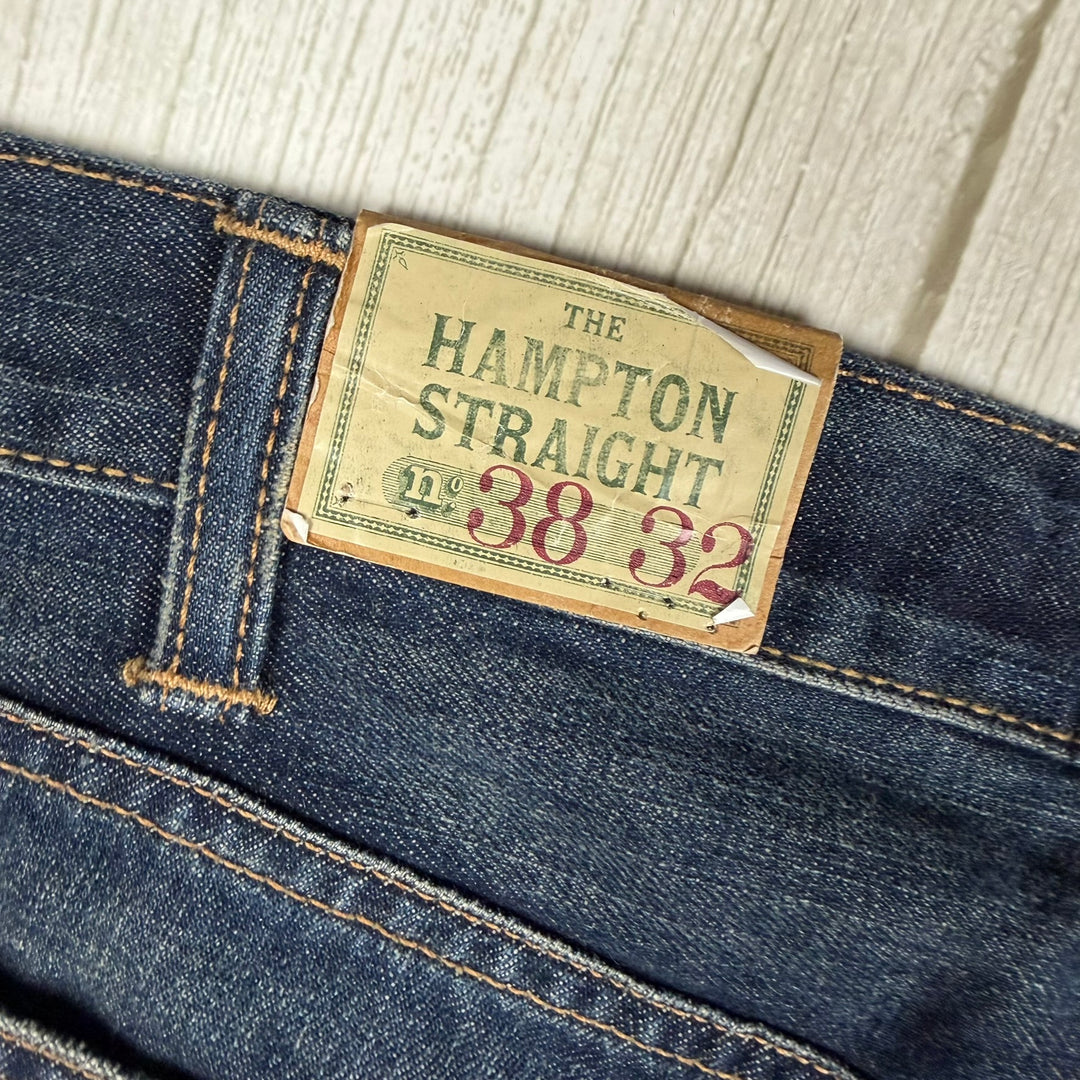 THE
HAMPTON
STRAIGHT
nº 38 32